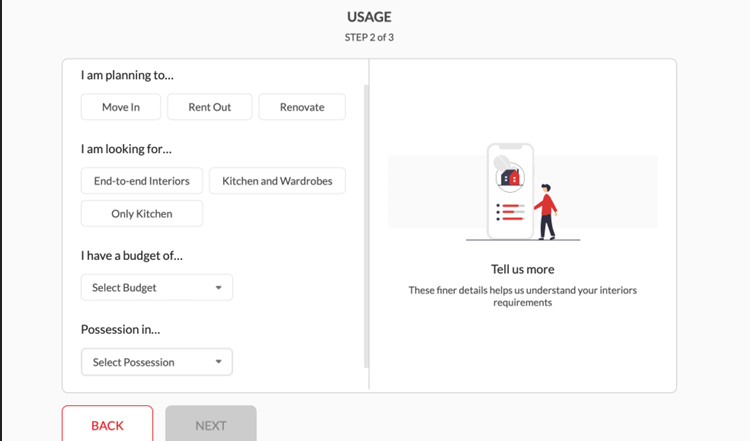 USAGE
STEP 2 of 3
I am planning to...
Move In
Rent Out
Renovate
I am looking for...
End-to-end Interiors
Kitchen and Wardrobes
Only Kitchen
I have a budget of...
Select Budget
Possession in...
Select Possession
Tell us more
These finer details helps us understand your interiors
requirements
BACK
NEXT